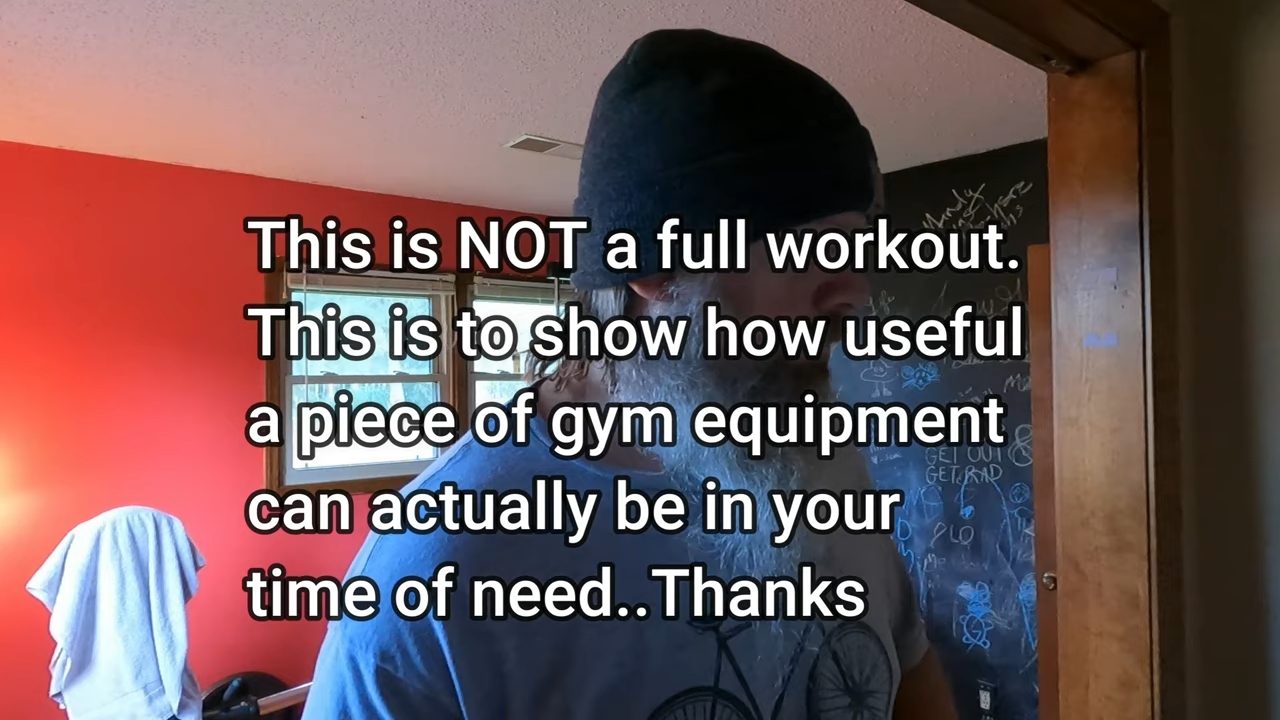 This is NOT a full workout.
This is to show how useful
a piece of gym equipment
can actually be in your
time of need..Thanks
GET OUT
GET RAD